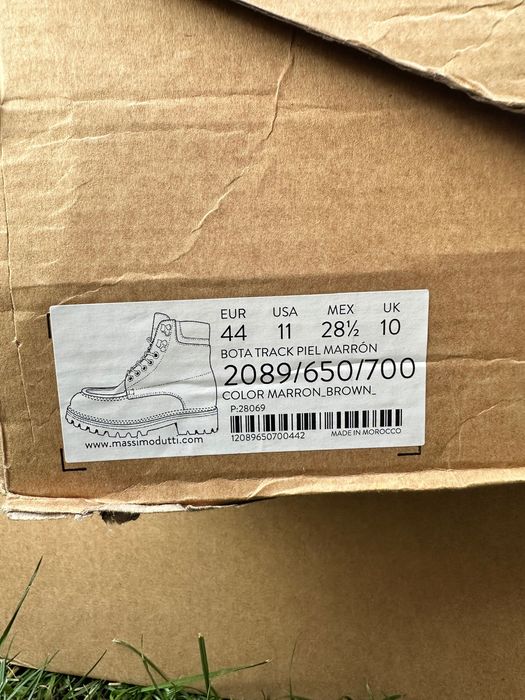 EUR USA MEX UK
44 11 28½ 10
BOTA TRACK PIEL MARRÓN
2089/650/700
COLOR MARRON_BROWN_
P:28069
12089650700442 MADE IN MOROCCO
www.massimodutti.com